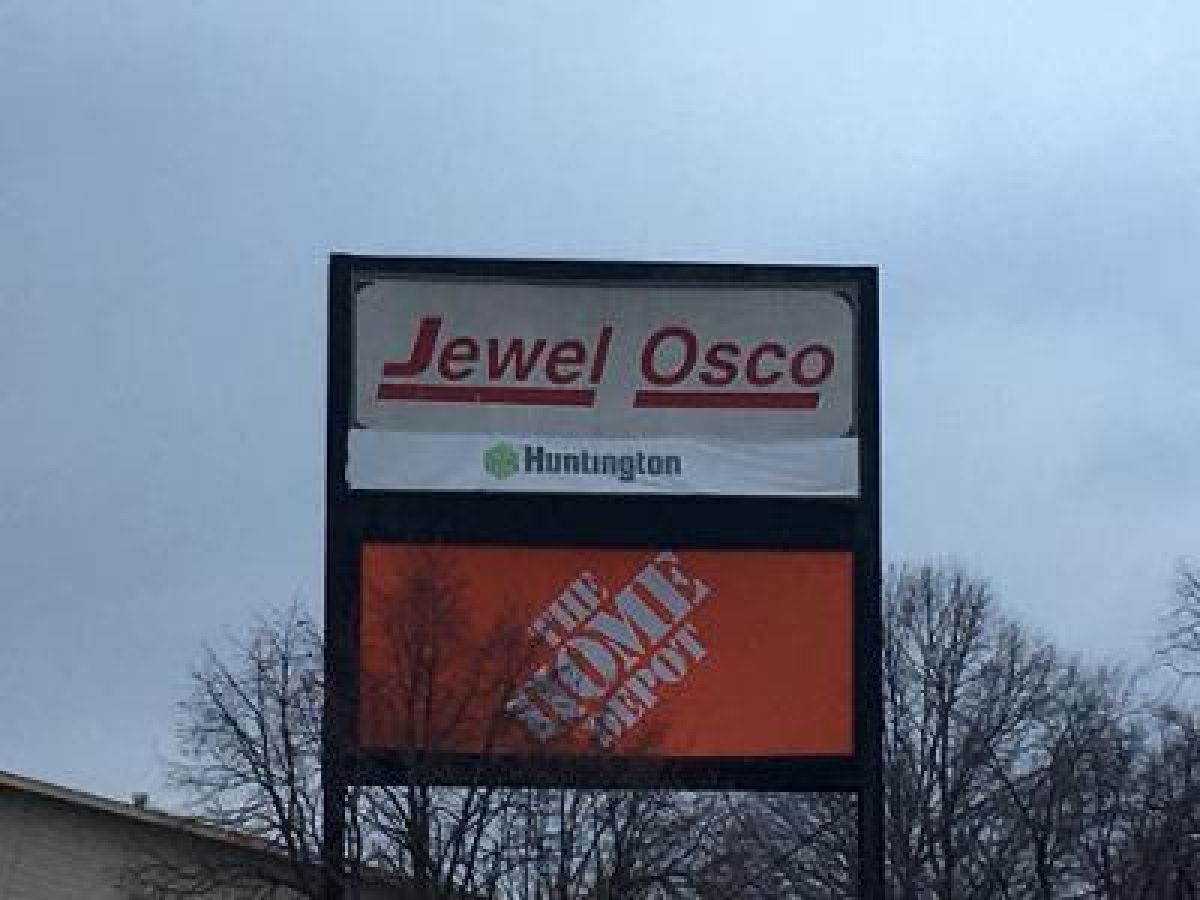 Jewel Osco
Huntington
THE
HOME
DEPOT